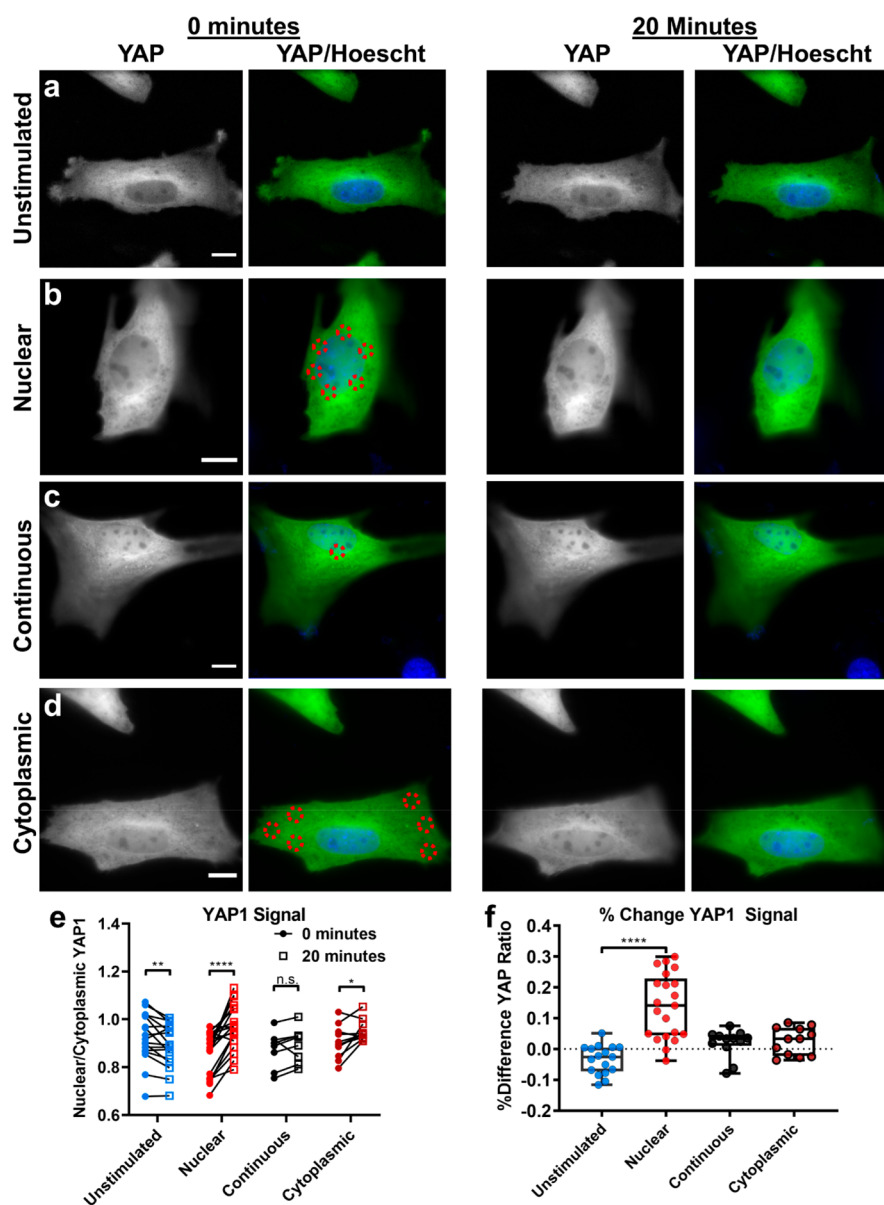 0 minutes 20 Minutes
YAP YAP/Hoescht YAP YAP/Hoescht
a
Unstimulated
b
Nuclear
c
Continuous
d
Cytoplasmic
e
YAP1 Signal
0 minutes
20 minutes
** **** n.s. *
Nuclear/Cytoplasmic YAP1
1.4
1.2
1.0
0.8
0.6
Unstimulated
Nuclear
Continuous
Cytoplasmic
f
% Change YAP1 Signal
****
%Difference YAP Ratio
0.4
0.3
0.2
0.1
0.0
-0.1
-0.2
Unstimulated
Nuclear
Continuous
Cytoplasmic